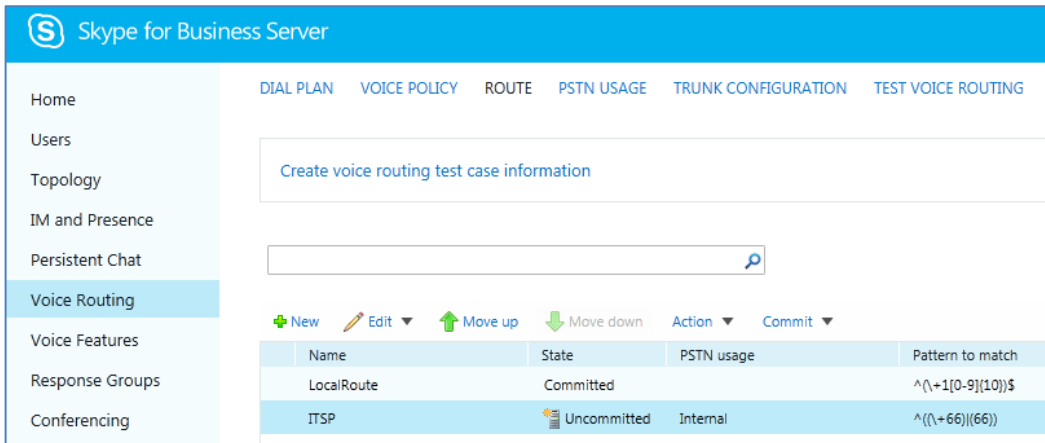 Skype for Business Server
Home
Users
Topology
IM and Presence
Persistent Chat
Voice Routing
Voice Features
Response Groups
Conferencing
DIAL PLAN VOICE POLICY ROUTE PSTN USAGE TRUNK CONFIGURATION TEST VOICE ROUTING
Create voice routing test case information
New Edit Move up Move down Action Commit
Name State PSTN usage Pattern to match
LocalRoute Committed ^(\+1[0-9]{10})$
ITSP Uncommitted Internal ^((\+66)|(66))